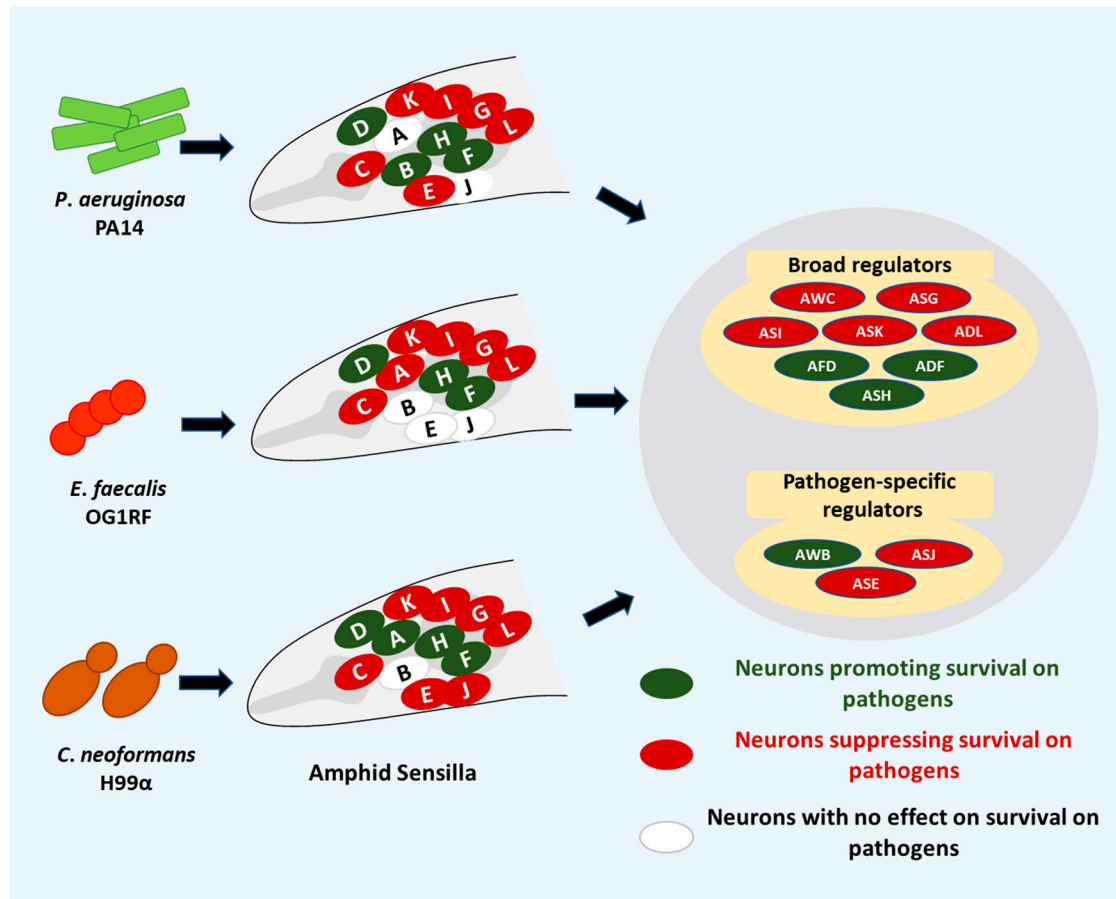 P. aeruginosa
PA14
K
I
G
L
D
A
H
F
C
B
E
J
E. faecalis
OG1RF
K
I
G
L
D
A
H
F
C
B
E
J
C. neoformans
H99α
K
I
G
L
D
A
H
F
C
B
E
J
Amphid Sensilla
Broad regulators
AWC ASG
ASI ASK ADL
AFD ADF
ASH
Pathogen-specific
regulators
AWB ASJ
ASE
Neurons promoting survival on
pathogens
Neurons suppressing survival on
pathogens
Neurons with no effect on survival on
pathogens